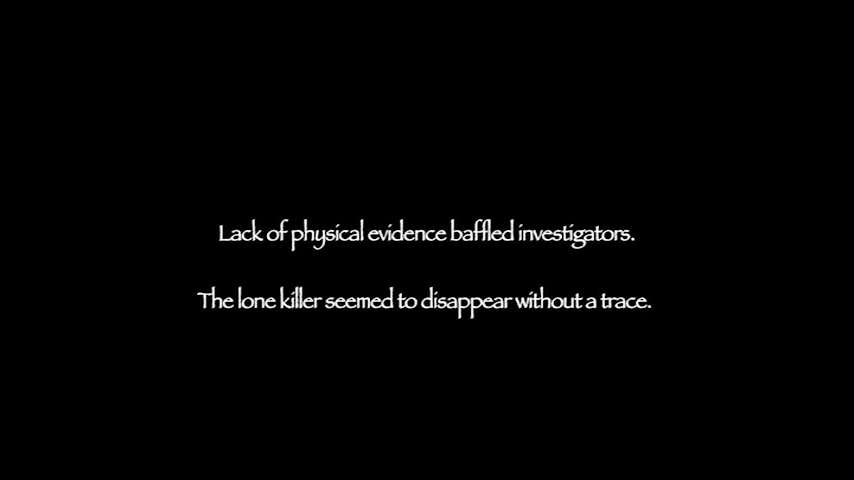 Lack of physical evidence baffled investigators.
The lone killer seemed to disappear without a trace.